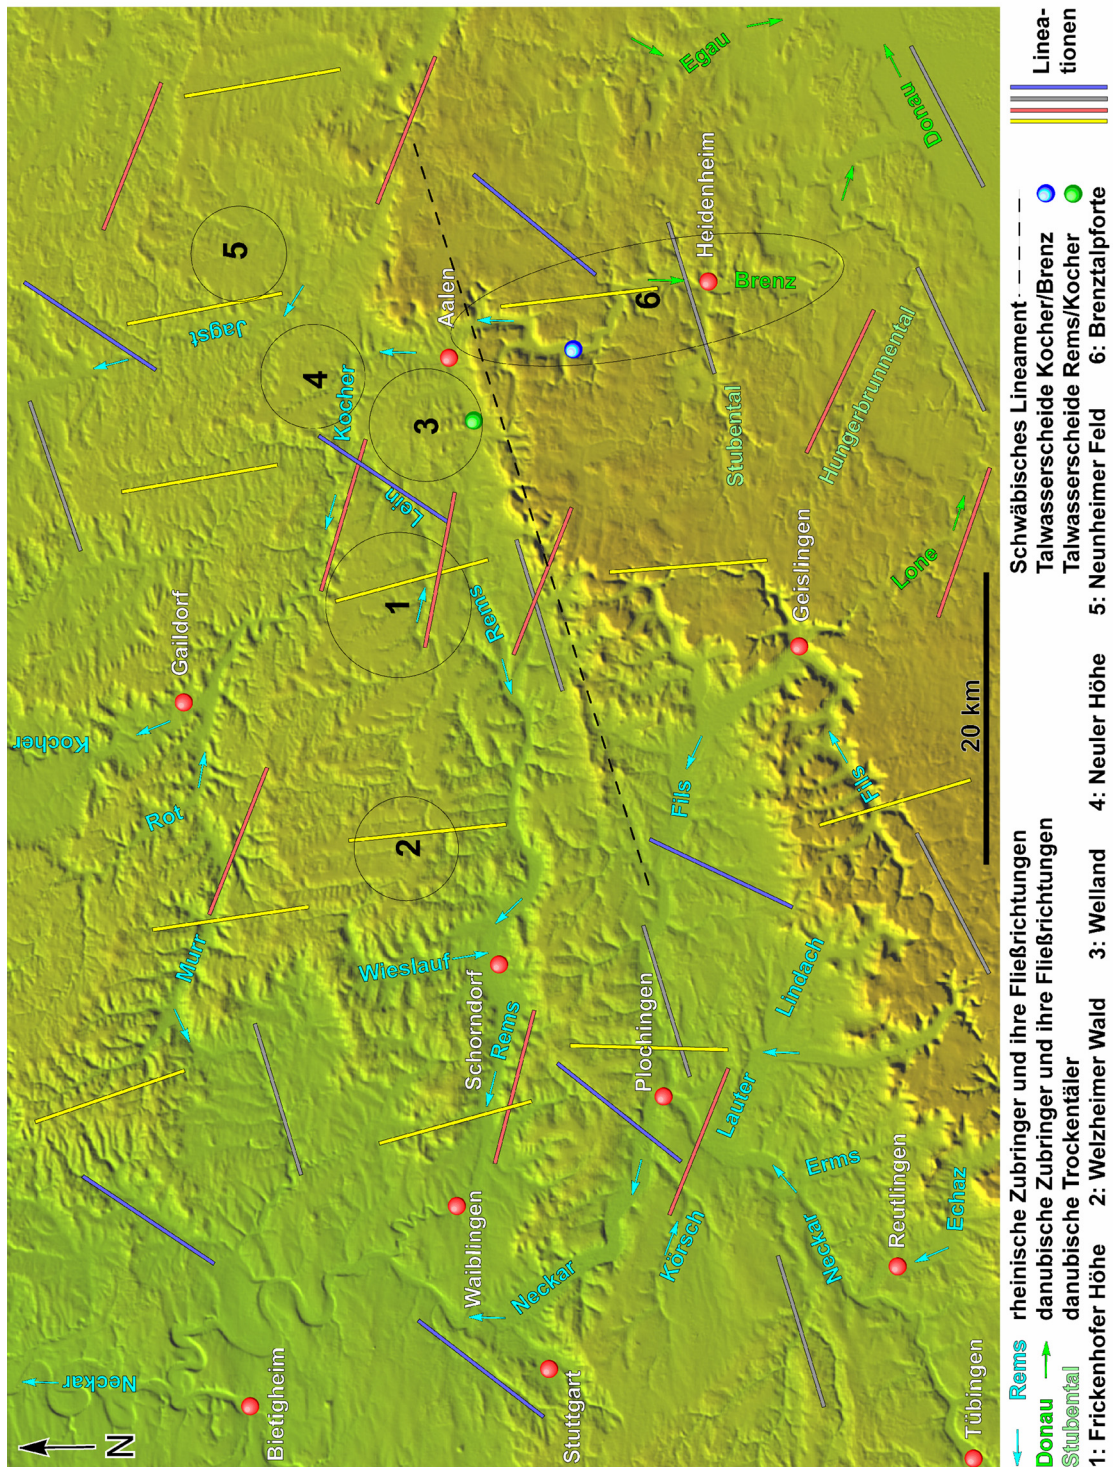 N
Neckar
Bietigheim
Stuttgart
Tübingen
Waiblingen
Neckar
Körsch
Neckar
Reutlingen
Echaz
Erms
Lauter
Plochingen
Lindach
Schorndorf
Rems
Wieslauf
Murr
Rot
Kocher
Gaildorf
2
Fils
Fils
Geislingen
20 km
1
Rems
Lein
Kocher
3
4
5
Jagst
Aalen
Lone
Hungerbrunnental
Stubental
6
Brenz
Heidenheim
Donau
Egau
Rems rheinische Zubringer und ihre Fließrichtungen
Donau danubische Zubringer und ihre Fließrichtungen
Stubental danubische Trockentäler
Schwäbisches Lineament
Talwasserscheide Kocher/Brenz
Talwasserscheide Rems/Kocher
Linea-
tionen
1: Frickenhofer Höhe 2: Welzheimer Wald 3: Welland 4: Neuler Höhe 5: Neunheimer Feld 6: Brenztalpforte